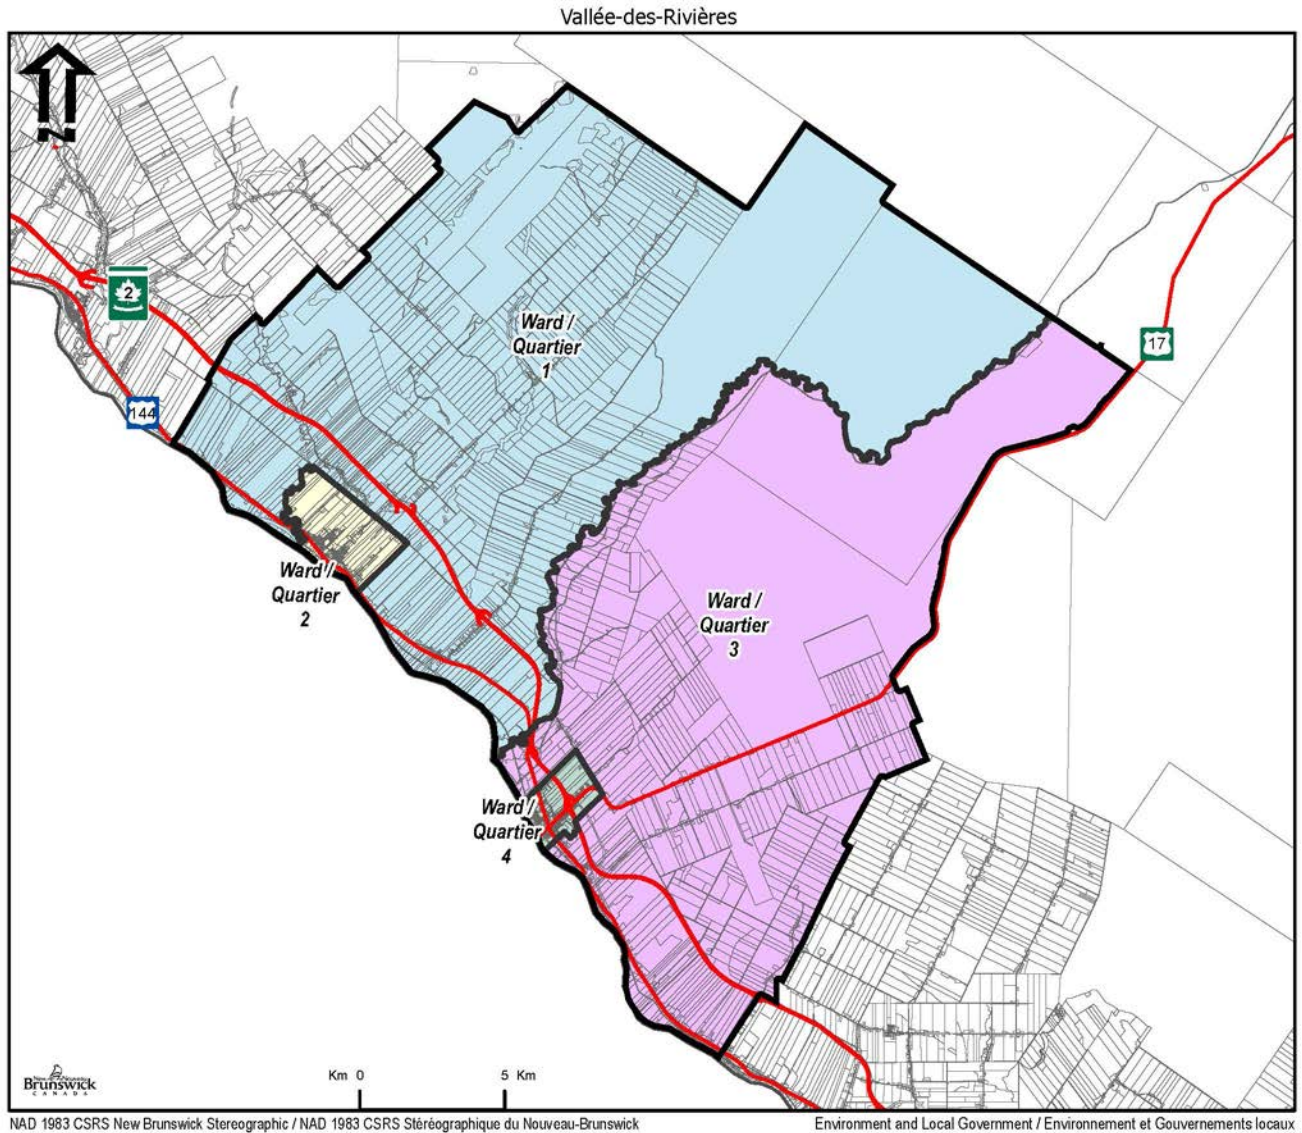 Vallée-des-Rivières
N
2
17
144
Ward /
Quartier
1
Ward /
Quartier
2
Ward /
Quartier
3
Ward /
Quartier
4
Brunswick
CANADA
Km 0 5 Km
NAD 1983 CSRS New Brunswick Stereographic / NAD 1983 CSRS Stéréographique du Nouveau-Brunswick
Environment and Local Government / Environnement et Gouvernements locaux